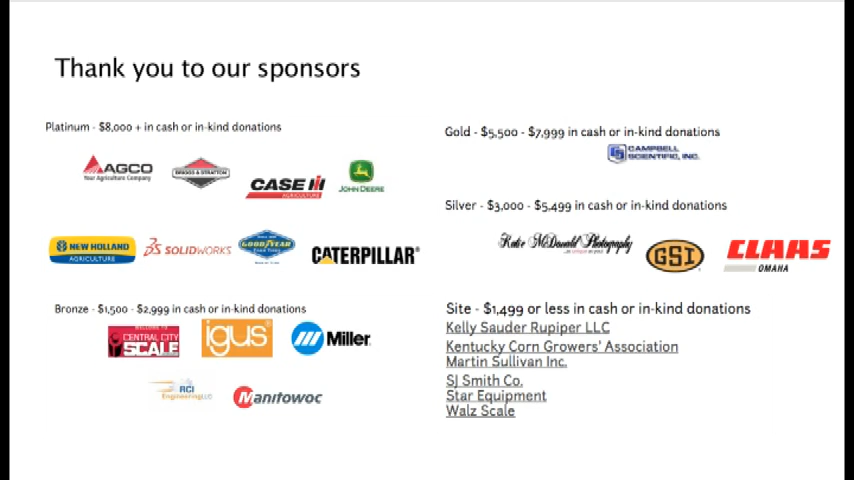 Thank you to our sponsors
Platinum - $8,000 + in cash or in-kind donations
AGCO
Your Agriculture Company
BRIGGS & STRATTON
CASE IH
AGRICULTURE
JOHN DEERE
NEW HOLLAND
AGRICULTURE
SOLIDWORKS
GOODYEAR
FARM TIRES
CATERPILLAR®
Bronze - $1,500 - $2,999 in cash or in-kind donations
WELCOME TO
CENTRAL CITY
SCALE
igus®
Miller
RCI
Engineering LLC
Manitowoc
Gold - $5,500 - $7,999 in cash or in-kind donations
CAMPBELL
SCIENTIFIC, INC.
Silver - $3,000 - $5,499 in cash or in-kind donations
Katie McDonald Photography
GSI
CLAAS
OMAHA
Site - $1,499 or less in cash or in-kind donations
Kelly Sauder Rupiper LLC
Kentucky Corn Growers' Association
Martin Sullivan Inc.
SJ Smith Co.
Star Equipment
Walz Scale